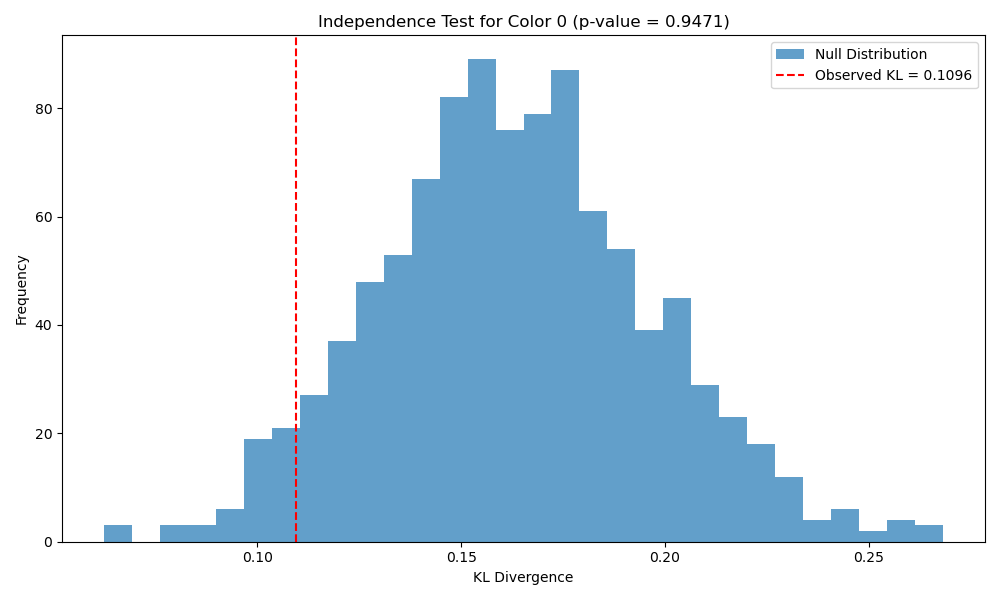 Independence Test for Color 0 (p-value = 0.9471)
Null Distribution
Observed KL = 0.1096
Frequency
80
60
40
20
0
0.10
0.15
0.20
0.25
KL Divergence